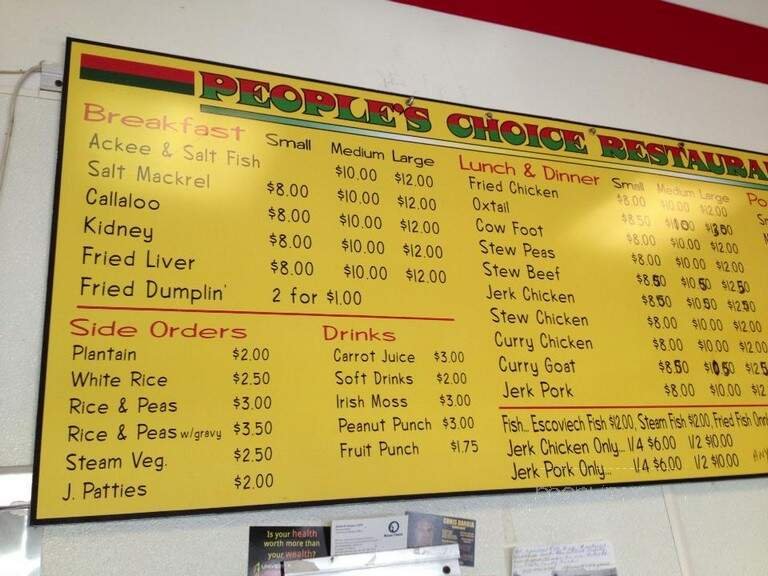 PEOPLE'S CHOICE RESTAURA
Breakfast Small Medium Large
Ackee & Salt Fish $10.00 $12.00
Salt Mackrel $8.00 $10.00 $12.00
Callaloo $8.00 $10.00 $12.00
Kidney $8.00 $10.00 $12.00
Fried Liver $8.00 $10.00 $12.00
Fried Dumplin' 2 for $1.00
Side Orders
Plantain $2.00
White Rice $2.50
Rice & Peas $3.00
Rice & Peas w/gravy $3.50
Steam Veg. $2.50
J. Patties $2.00
Drinks
Carrot Juice $3.00
Soft Drinks $2.00
Irish Moss $3.00
Peanut Punch $3.00
Fruit Punch $1.75
Lunch & Dinner Small Medium Large
Fried Chicken $8.00 $10.00 $12.00
Oxtail $8.50
Cow Foot $8.00 $10.00 $12.00
Stew Peas $8.00 $10.00 $12.00
Stew Beef $8.50 $10.50 $12.50
Jerk Chicken $8.50 $10.50 $12.50
Stew Chicken $8.00 $10.00 $12.00
Curry Chicken $8.00 $10.00 $12.00
Curry Goat $8.50 $10.50 $12.5
Jerk Pork $8.00 $10.00 $12
Fish... Escoviech Fish $12.00, Steam Fish $12.00, Fried Fish
Jerk Chicken Only... 1/4 $6.00 1/2 $10.00
Jerk Pork Only... 1/4 $6.00 1/2 $10.00
Po
Is your health
worth more than
your wealth?